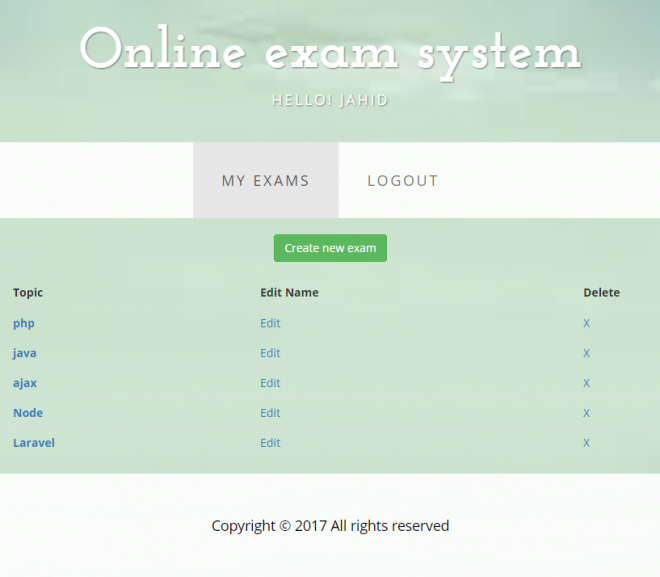 Online exam system
HELLO! JAHID
MY EXAMS LOGOUT
Create new exam
Topic Edit Name Delete
php Edit X
java Edit X
ajax Edit X
Node Edit X
Laravel Edit X
Copyright © 2017 All rights reserved